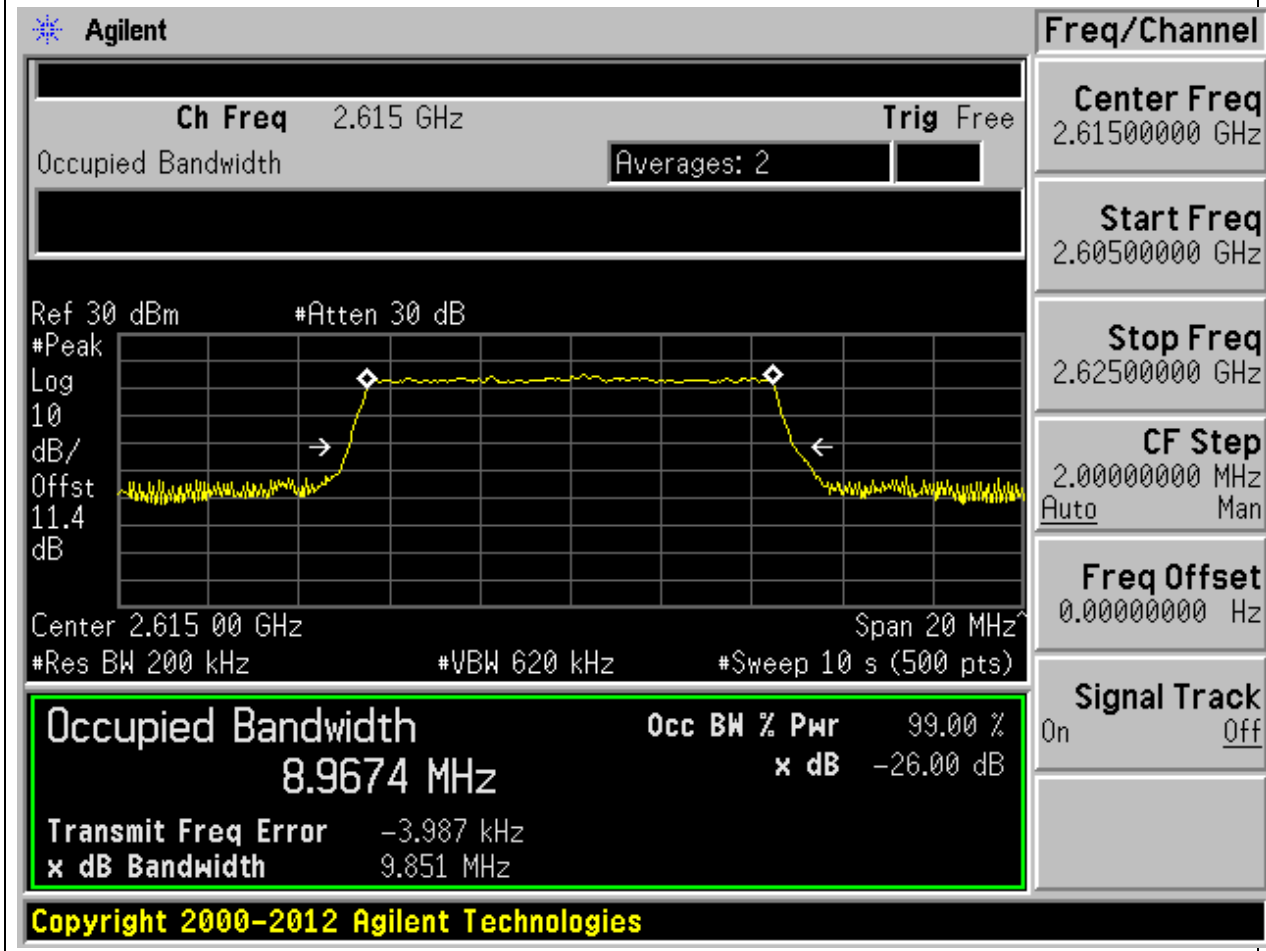 Agilent
Freq/Channel
Ch Freq 2.615 GHz Trig Free
Occupied Bandwidth Averages: 2
Center Freq
2.61500000 GHz
Start Freq
2.60500000 GHz
Stop Freq
2.62500000 GHz
CF Step
2.00000000 MHz
Auto Man
Freq Offset
0.00000000 Hz
Signal Track
On Off
Ref 30 dBm #Atten 30 dB
#Peak
Log
10
dB/
Offst
11.4
dB
Center 2.615 00 GHz Span 20 MHz^
#Res BW 200 kHz #VBW 620 kHz #Sweep 10 s (500 pts)
Occupied Bandwidth Occ BW % Pwr 99.00 %
8.9674 MHz x dB -26.00 dB
Transmit Freq Error -3.987 kHz
x dB Bandwidth 9.851 MHz
Copyright 2000-2012 Agilent Technologies